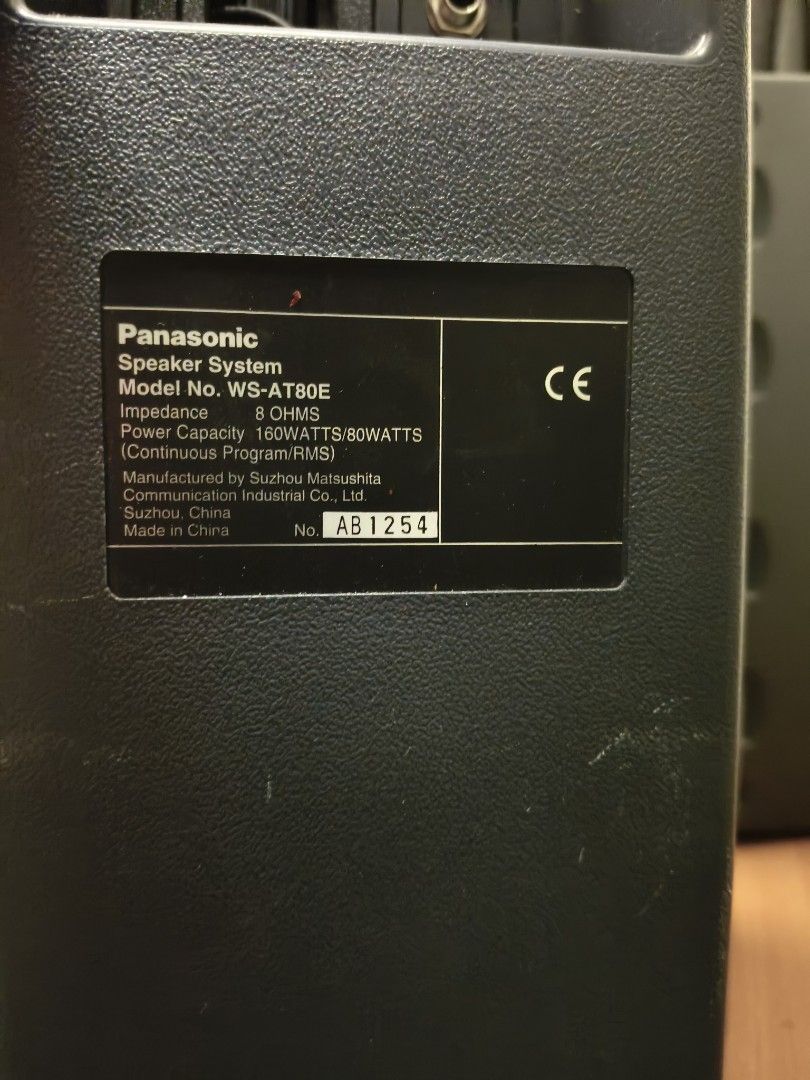 Panasonic
Speaker System
Model No. WS-AT80E
Impedance 8 OHMS
Power Capacity 160WATTS/80WATTS
(Continuous Program/RMS)
Manufactured by Suzhou Matsushita
Communication Industrial Co., Ltd.
Suzhou, China
Made in China No. AB1254
CE